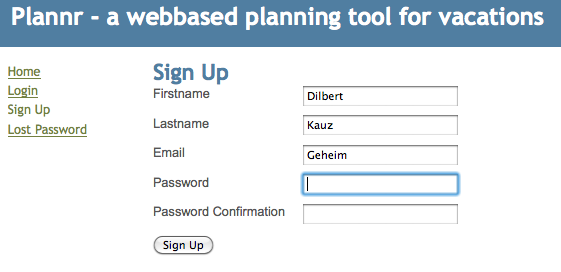 Plannr - a webbased planning tool for vacations
Home
Login
Sign Up
Lost Password
Sign Up
Firstname Dilbert
Lastname Kauz
Email Geheim
Password
Password Confirmation
Sign Up